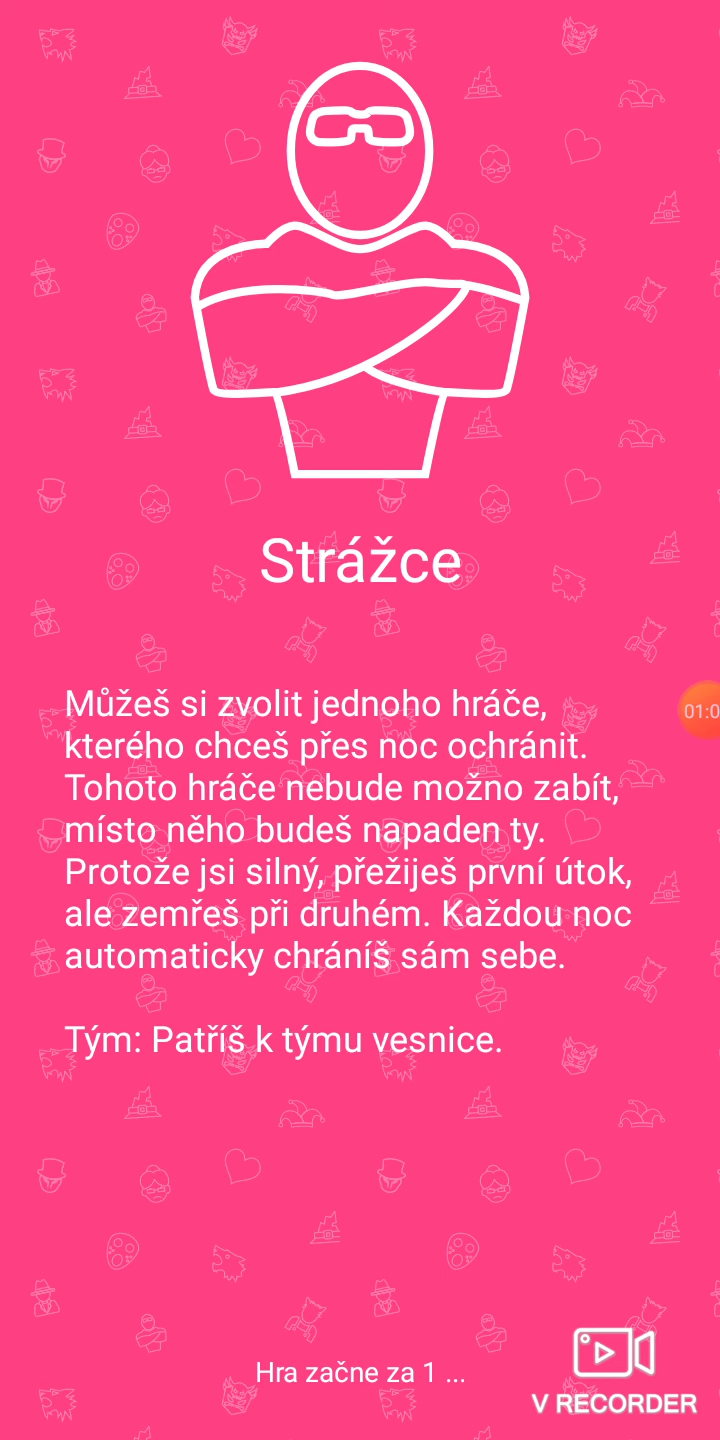 Strážce
Můžeš si zvolit jednoho hráče,
kterého chceš přes noc ochránit.
Tohoto hráče nebude možno zabít,
místo něho budeš napaden ty.
Protože jsi silný, přežiješ první útok,
ale zemřeš při druhém. Každou noc
automaticky chráníš sám sebe.
Tým: Patříš k týmu vesnice.
01:0
Hra začne za 1 ...
V RECORDER